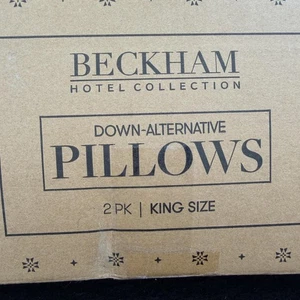 BECKHAM
HOTEL COLLECTION
DOWN-ALTERNATIVE
PILLOWS
2 PK | KING SIZE